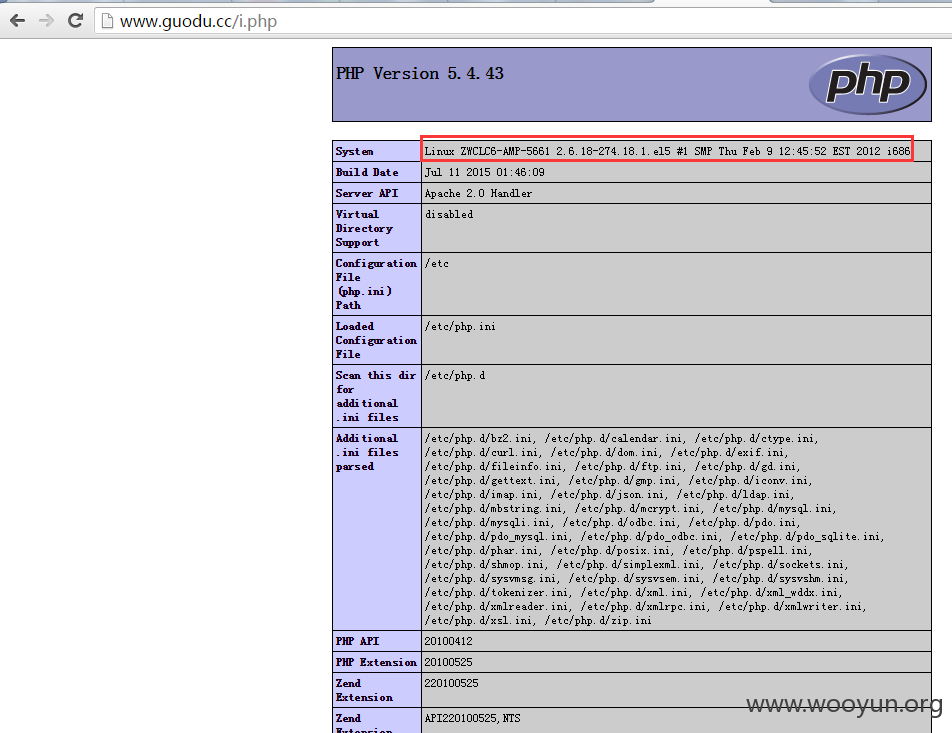 www.guodu.cc/i.php
PHP Version 5.4.43
php
System
Linux ZWCLC6-AMP-5661 2.6.18-274.18.1.el5 #1 SMP Thu Feb 9 12:45:52 EST 2012 i686
Build Date
Jul 11 2015 01:46:09
Server API
Apache 2.0 Handler
Virtual
Directory
Support
disabled
Configuration
File
(php.ini)
Path
/etc
Loaded
Configuration
File
/etc/php.ini
Scan this dir
for
additional
.ini files
/etc/php.d
Additional
.ini files
parsed
/etc/php.d/bz2.ini, /etc/php.d/calendar.ini, /etc/php.d/ctype.ini,
/etc/php.d/curl.ini, /etc/php.d/dom.ini, /etc/php.d/exif.ini,
/etc/php.d/fileinfo.ini, /etc/php.d/ftp.ini, /etc/php.d/gd.ini,
/etc/php.d/gettext.ini, /etc/php.d/gmp.ini, /etc/php.d/iconv.ini,
/etc/php.d/imap.ini, /etc/php.d/json.ini, /etc/php.d/ldap.ini,
/etc/php.d/mbstring.ini, /etc/php.d/mcrypt.ini, /etc/php.d/mysql.ini,
/etc/php.d/mysqli.ini, /etc/php.d/odbc.ini, /etc/php.d/pdo.ini,
/etc/php.d/pdo_mysql.ini, /etc/php.d/pdo_odbc.ini, /etc/php.d/pdo_sqlite.ini,
/etc/php.d/phar.ini, /etc/php.d/posix.ini, /etc/php.d/pspell.ini,
/etc/php.d/shmop.ini, /etc/php.d/simplexml.ini, /etc/php.d/sockets.ini,
/etc/php.d/sysvmsg.ini, /etc/php.d/sysvsem.ini, /etc/php.d/sysvshm.ini,
/etc/php.d/tokenizer.ini, /etc/php.d/xml.ini, /etc/php.d/xml_wddx.ini,
/etc/php.d/xmlreader.ini, /etc/php.d/xmlrpc.ini, /etc/php.d/xmlwriter.ini,
/etc/php.d/xsl.ini, /etc/php.d/zip.ini
PHP API
20100412
PHP Extension
20100525
Zend
Extension
220100525
Zend
Extension
API220100525,NTS
www.wooyun.org